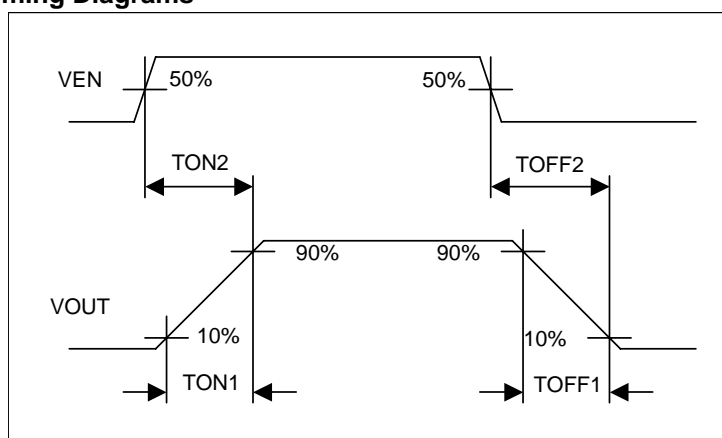 ming Diagrams
VEN
50%
50%
TON2
TOFF2
90%
90%
VOUT
10%
10%
TON1
TOFF1